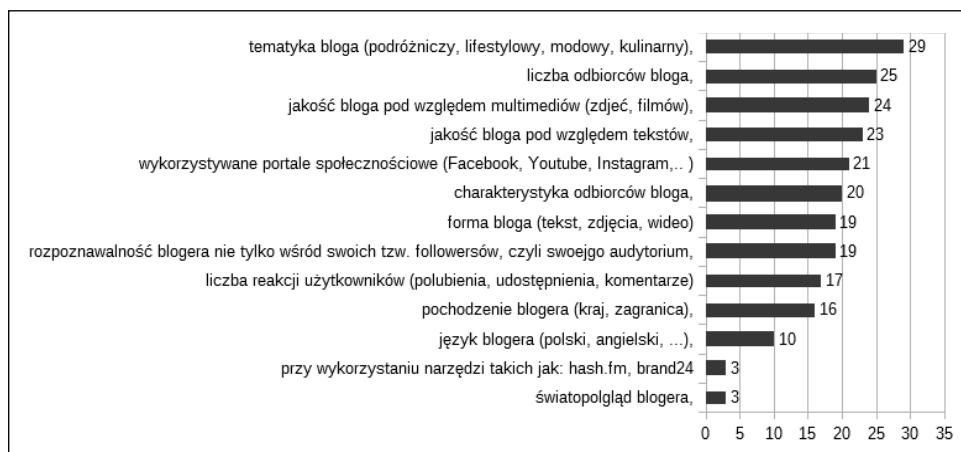 tematyka bloga (podróżniczy, lifestylowy, modowy, kulinarny), 29
liczba odbiorców bloga, 25
jakość bloga pod względem multimediów (zdjeć, filmów), 24
jakość bloga pod względem tekstów, 23
wykorzystywane portale społecznościowe (Facebook, Youtube, Instagram,.. ) 21
charakterystyka odbiorców bloga, 20
forma bloga (tekst, zdjęcia, wideo) 19
rozpoznawalność blogera nie tylko wśród swoich tzw. followersów, czyli swoejgo audytorium, 19
liczba reakcji użytkowników (polubienia, udostępnienia, komentarze) 17
pochodzenie blogera (kraj, zagranica), 16
język blogera (polski, angielski, ...), 10
przy wykorzystaniu narzędzi takich jak: hash.fm, brand24 3
światopolgląd blogera, 3
0 5 10 15 20 25 30 35